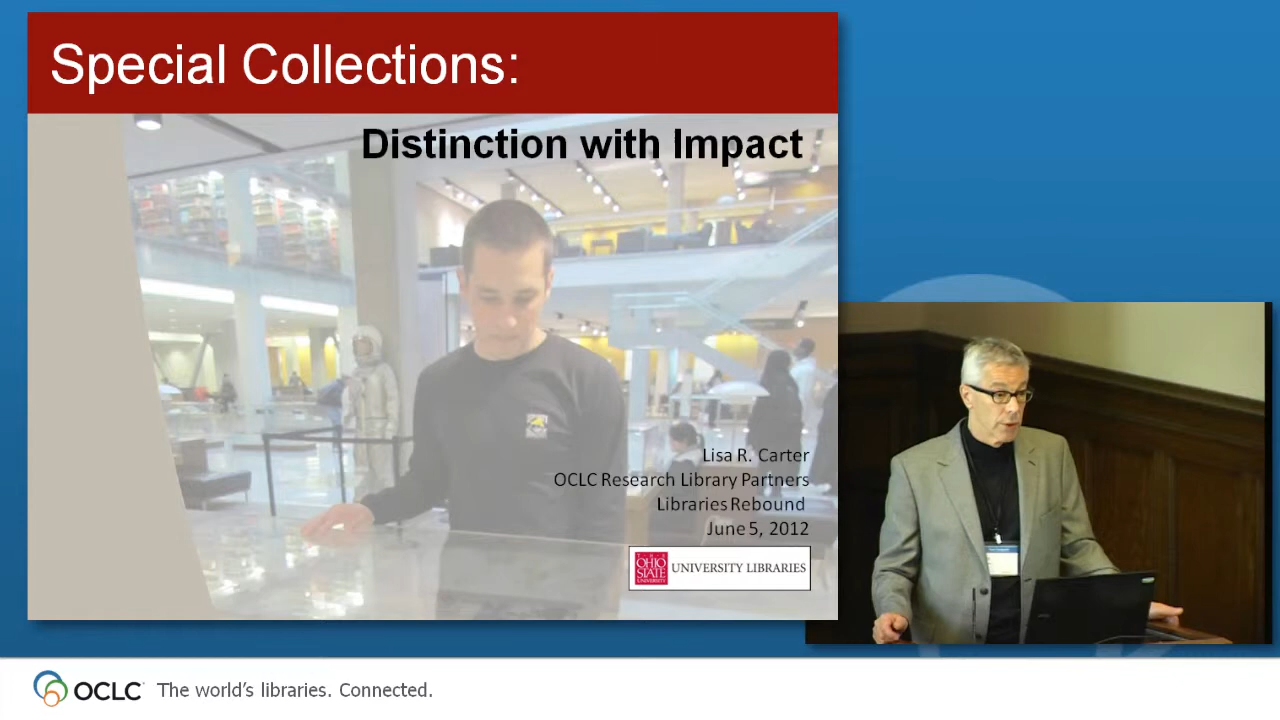 Special Collections:
Distinction with Impact
Lisa R. Carter
OCLC Research Library Partners
Libraries Rebound
June 5, 2012
THE
OHIO
STATE
UNIVERSITY
UNIVERSITY LIBRARIES
OCLC
The world's libraries. Connected.